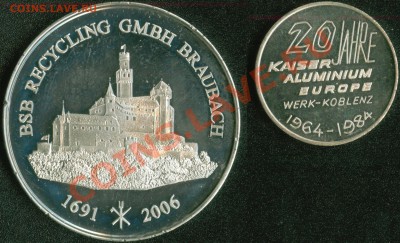 COINS.LAVE.RU
BSB RECYCLING GMBH BRAUBACH
1691 2006
20 JAHRE
KAISER
ALUMINIUM
EUROPE
WERK-KOBLENZ
1964-1984
COINS.LAVE.RU